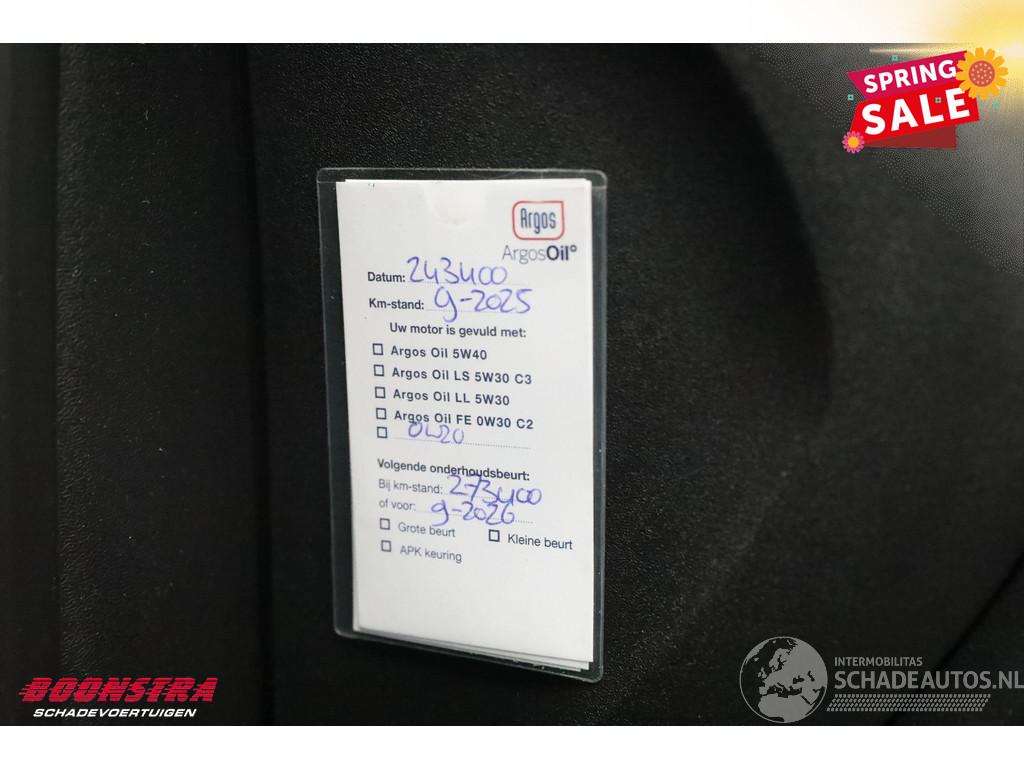 SPRING
SALE
Argos
ArgosOil°
Datum: 243400
Km-stand: 9-2025
Uw motor is gevuld met:
Argos Oil 5W40
Argos Oil LS 5W30 C3
Argos Oil LL 5W30
Argos Oil FE 0W30 C2
0W20
Volgende onderhoudsbeurt:
Bij km-stand: 273400
of voor: 9-2026
Grote beurt
Kleine beurt
APK keuring
BOONSTRA
SCHADEVOERTUIGEN
INTERMOBILITAS
SCHADEAUTOS.NL